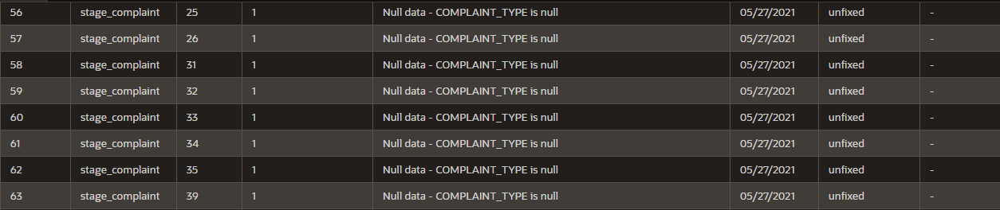 56 stage_complaint 25 1 Null data - COMPLAINT_TYPE is null 05/27/2021 unfixed -
57 stage_complaint 26 1 Null data - COMPLAINT_TYPE is null 05/27/2021 unfixed -
58 stage_complaint 31 1 Null data - COMPLAINT_TYPE is null 05/27/2021 unfixed -
59 stage_complaint 32 1 Null data - COMPLAINT_TYPE is null 05/27/2021 unfixed -
60 stage_complaint 33 1 Null data - COMPLAINT_TYPE is null 05/27/2021 unfixed -
61 stage_complaint 34 1 Null data - COMPLAINT_TYPE is null 05/27/2021 unfixed -
62 stage_complaint 35 1 Null data - COMPLAINT_TYPE is null 05/27/2021 unfixed -
63 stage_complaint 39 1 Null data - COMPLAINT_TYPE is null 05/27/2021 unfixed -